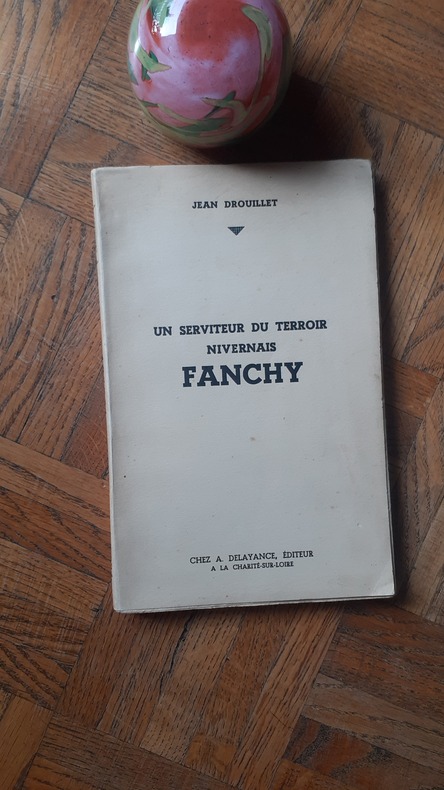 JEAN DROUILLET
UN SERVITEUR DU TERROIR
NIVERNAIS
FANCHY
CHEZ A. DELAYANCE, ÉDITEUR
A LA CHARITÉ-SUR-LOIRE